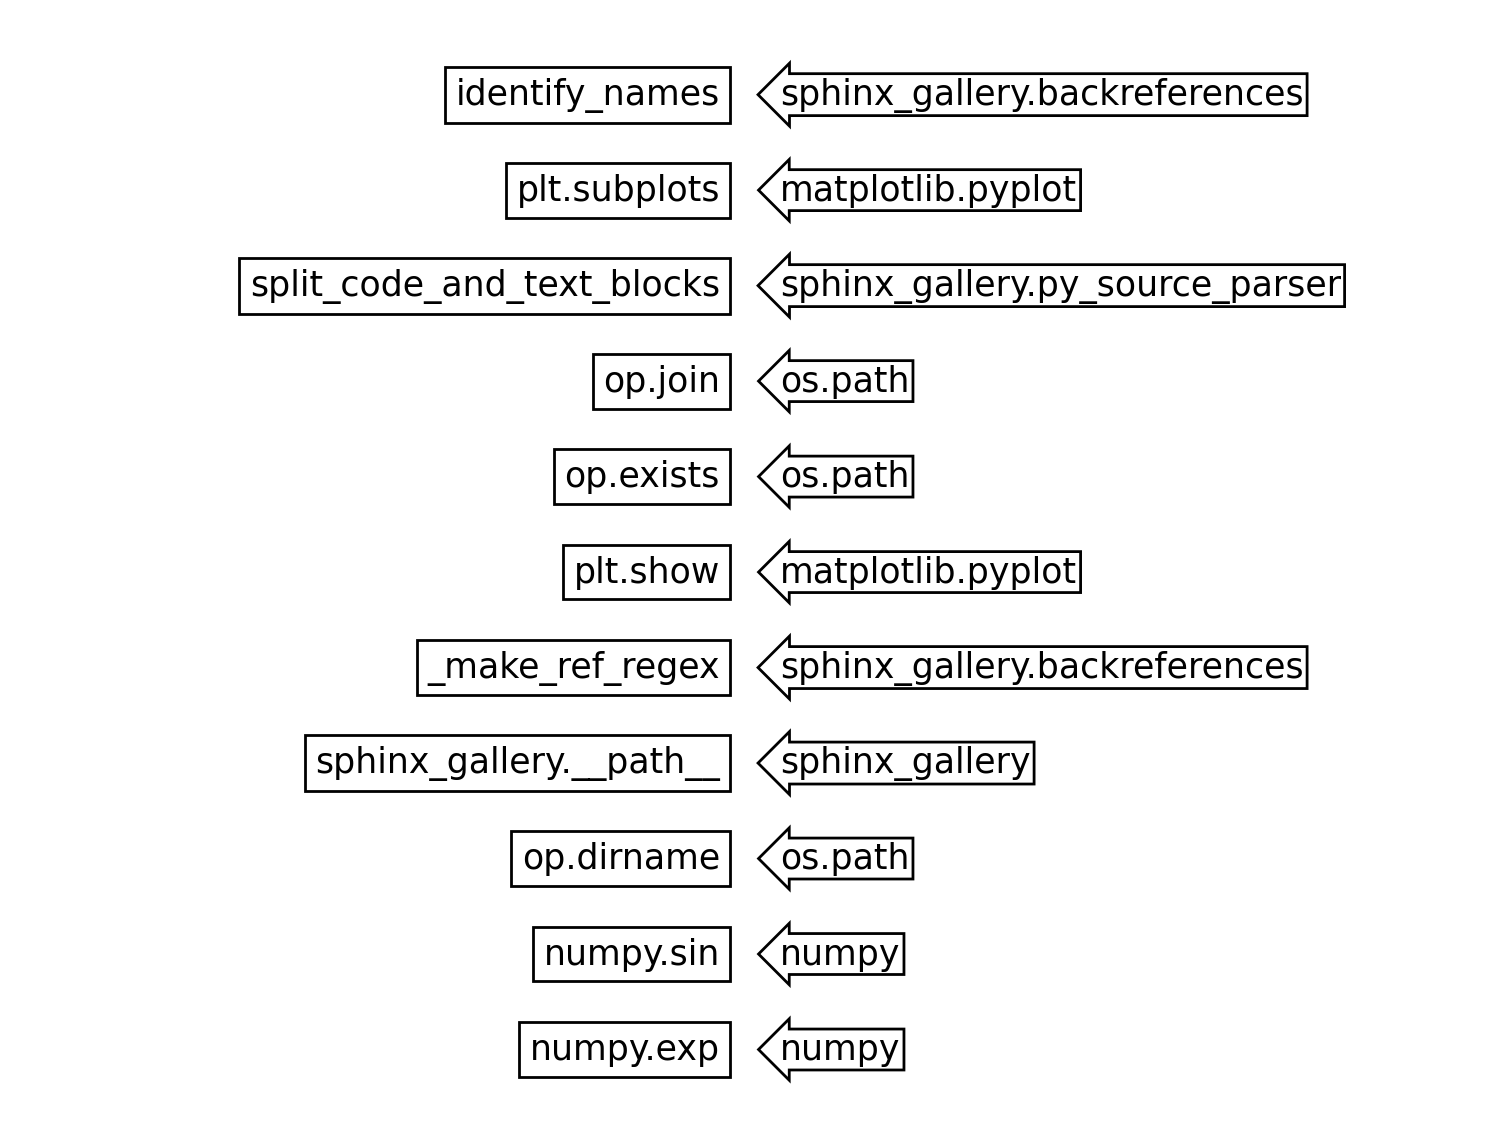 identify_names sphinx_gallery.backreferences
plt.subplots matplotlib.pyplot
split_code_and_text_blocks sphinx_gallery.py_source_parser
op.join os.path
op.exists os.path
plt.show matplotlib.pyplot
_make_ref_regex sphinx_gallery.backreferences
sphinx_gallery.__path__ sphinx_gallery
op.dirname os.path
numpy.sin numpy
numpy.exp numpy